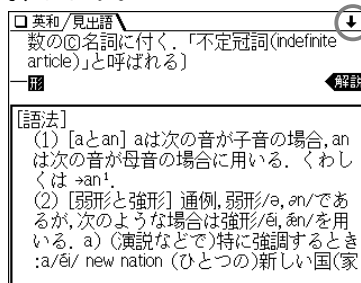 英和/見出語
数のⒸ名詞に付く.「不定冠詞(indefinite
article)」と呼ばれる〕
―形
解説
[語法]
(1) [aとan] aは次の音が子音の場合, an
は次の音が母音の場合に用いる. くわし
くは →an¹.
(2) [弱形と強形] 通例, 弱形/ə, ən/であ
るが, 次のような場合は強形/éi, ǽn/を用
いる. a) (演説などで)特に強調するとき
:a/éi/ new nation (ひとつの)新しい国(家